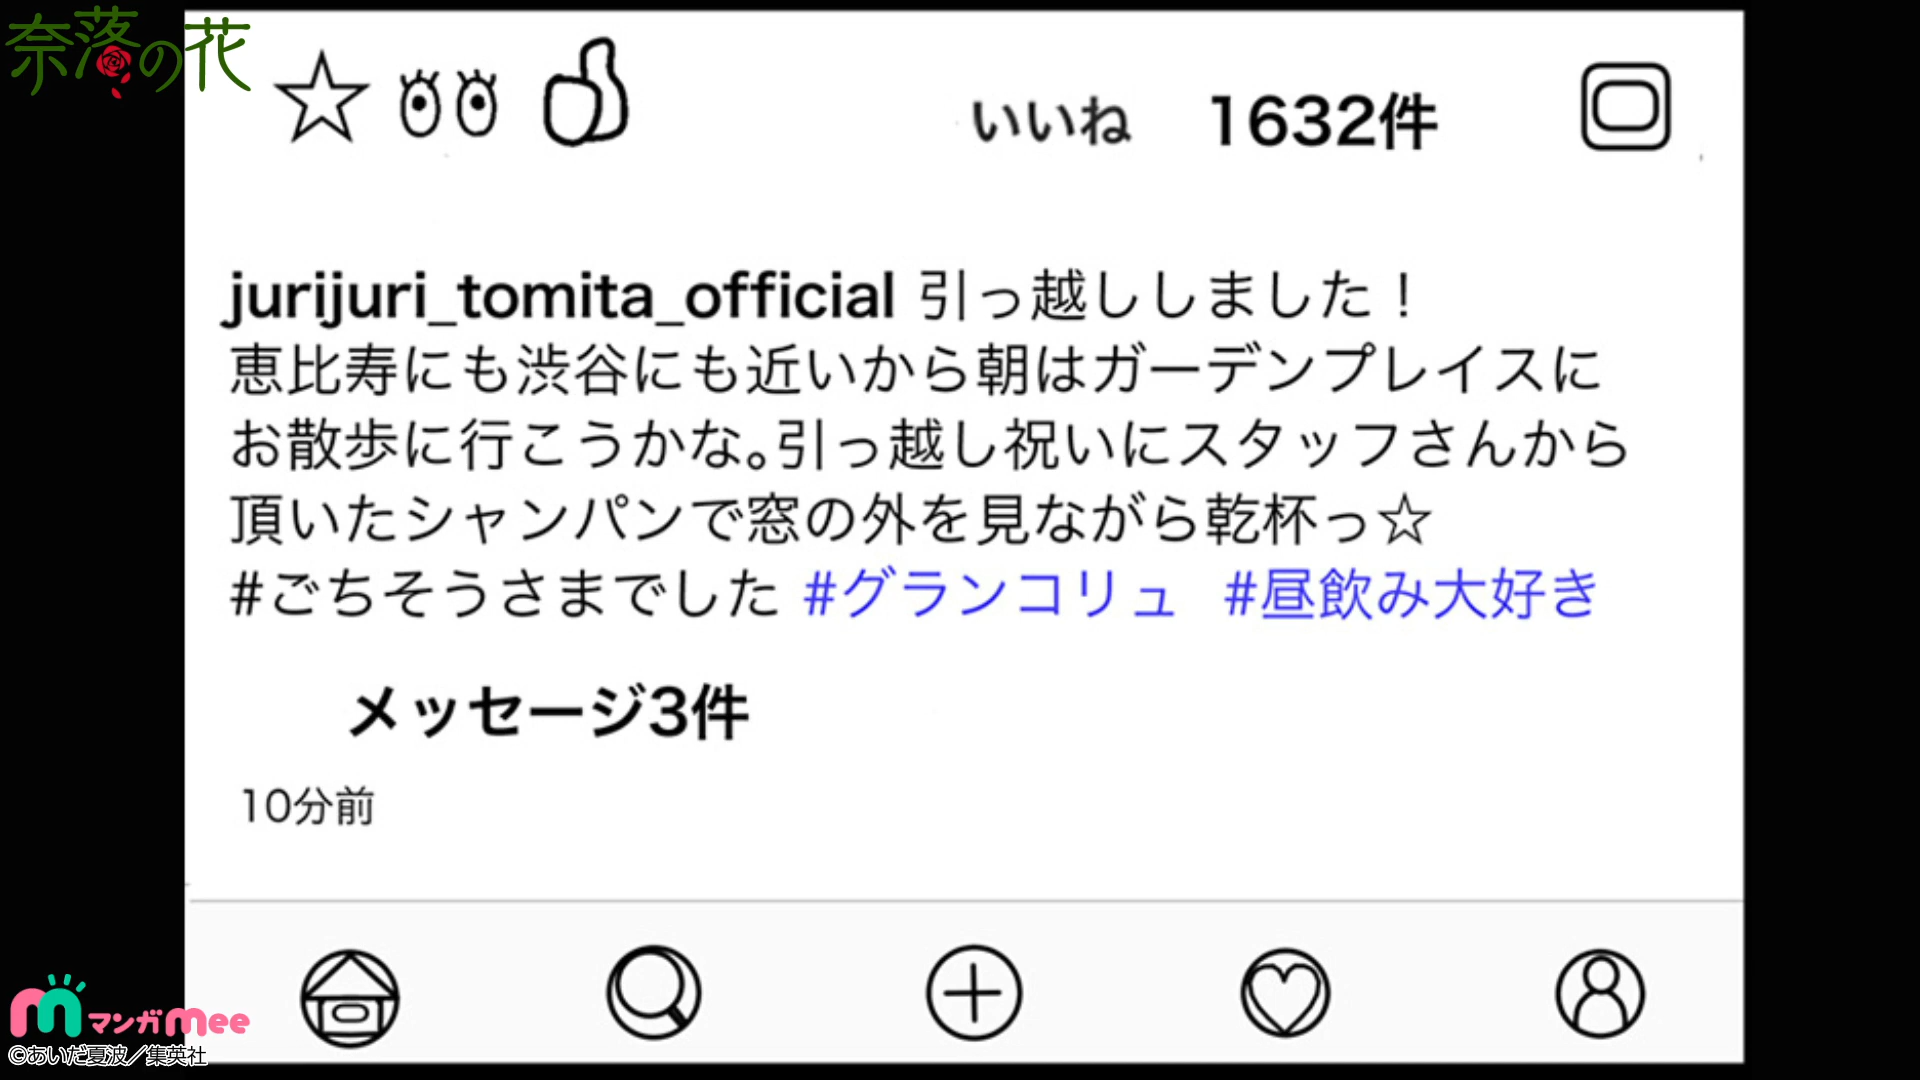 奈落の花
いいね 1632件
jurijuri_tomita_official 引っ越ししました！
恵比寿にも渋谷にも近いから朝はガーデンプレイスに
お散歩に行こうかな。引っ越し祝いにスタッフさんから
頂いたシャンパンで窓の外を見ながら乾杯っ☆
#ごちそうさまでした #グランコリュ #昼飲み大好き
メッセージ3件
10分前
マンガmee
©あいだ夏波／集英社